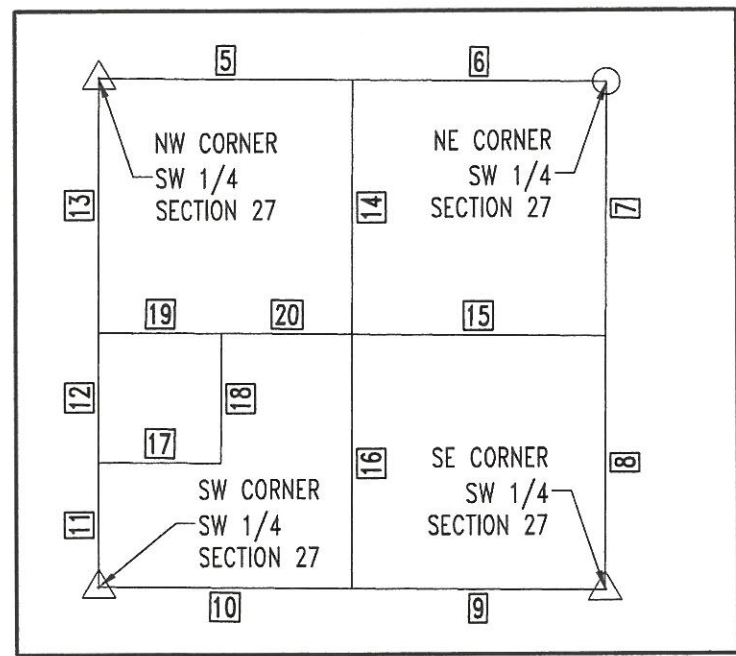 5
6
NW CORNER
SW 1/4
SECTION 27
NE CORNER
SW 1/4
SECTION 27
13
14
7
19
20
15
12
18
17
16
8
SW CORNER
SW 1/4
SECTION 27
SE CORNER
SW 1/4
SECTION 27
11
10
9